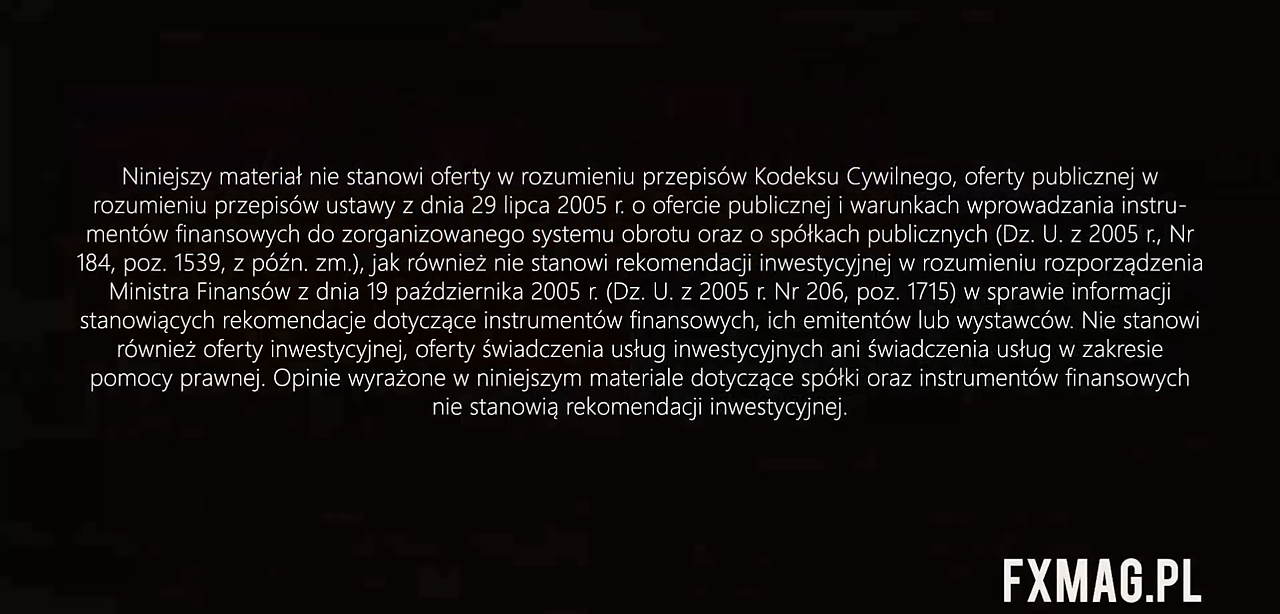 Niniejszy materiał nie stanowi oferty w rozumieniu przepisów Kodeksu Cywilnego, oferty publicznej w
rozumieniu przepisów ustawy z dnia 29 lipca 2005 r. o ofercie publicznej i warunkach wprowadzania instru-
mentów finansowych do zorganizowanego systemu obrotu oraz o spółkach publicznych (Dz. U. z 2005 r., Nr
184, poz. 1539, z późn. zm.), jak również nie stanowi rekomendacji inwestycyjnej w rozumieniu rozporządzenia
Ministra Finansów z dnia 19 października 2005 r. (Dz. U. z 2005 r. Nr 206, poz. 1715) w sprawie informacji
stanowiących rekomendacje dotyczące instrumentów finansowych, ich emitentów lub wystawców. Nie stanowi
również oferty inwestycyjnej, oferty świadczenia usług inwestycyjnych ani świadczenia usług w zakresie
pomocy prawnej. Opinie wyrażone w niniejszym materiale dotyczące spółki oraz instrumentów finansowych
nie stanowią rekomendacji inwestycyjnej.
FXMAG.PL